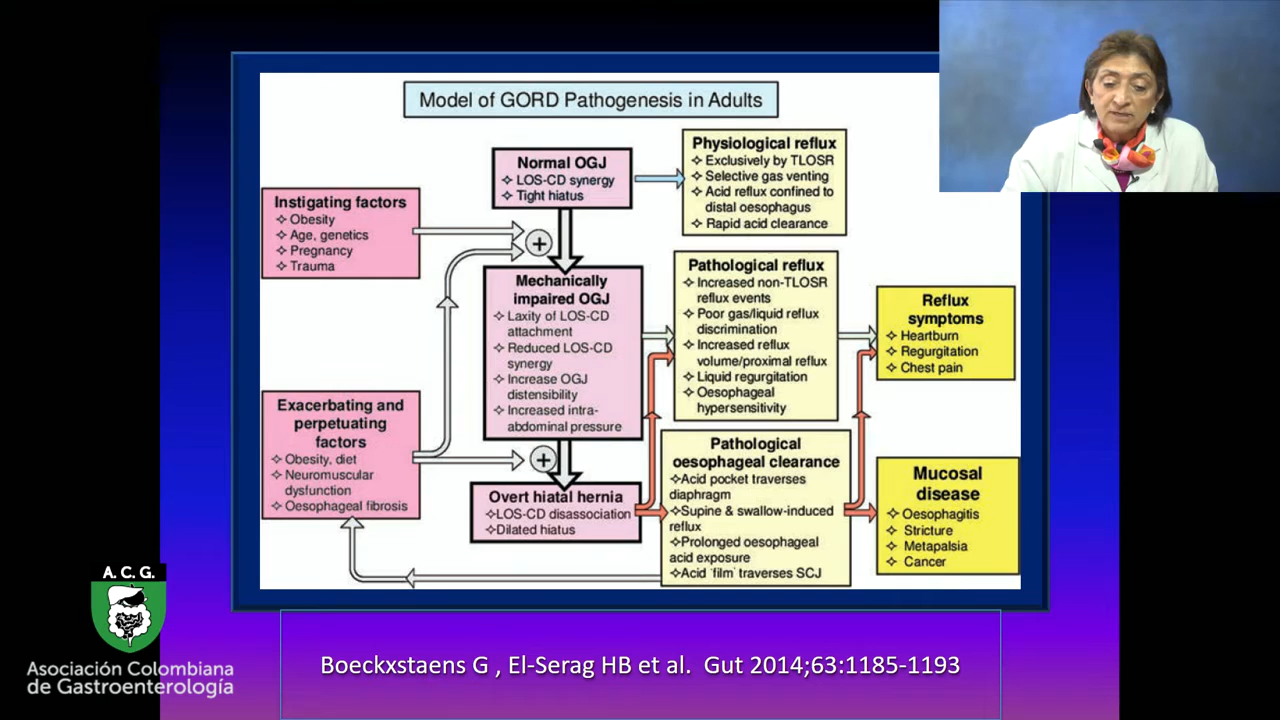 Model of GORD Pathogenesis in Adults
Normal OGJ
✧ LOS-CD synergy
✧ Tight hiatus
Physiological reflux
✧ Exclusively by TLOSR
✧ Selective gas venting
✧ Acid reflux confined to
distal oesophagus
✧ Rapid acid clearance
Instigating factors
✧ Obesity
✧ Age, genetics
✧ Pregnancy
✧ Trauma
+
Mechanically
impaired OGJ
✧ Laxity of LOS-CD
attachment
✧ Reduced LOS-CD
synergy
✧ Increase OGJ
distensibility
✧ Increased intra-
abdominal pressure
Pathological reflux
✧ Increased non-TLOSR
reflux events
✧ Poor gas/liquid reflux
discrimination
✧ Increased reflux
volume/proximal reflux
✧ Liquid regurgitation
✧ Oesophageal
hypersensitivity
Reflux
symptoms
✧ Heartburn
✧ Regurgitation
✧ Chest pain
Exacerbating and
perpetuating
factors
✧ Obesity, diet
✧ Neuromuscular
dysfunction
✧ Oesophageal fibrosis
+
Overt hiatal hernia
✧LOS-CD disassociation
✧Dilated hiatus
Pathological
oesophageal clearance
✧Acid pocket traverses
diaphragm
✧Supine & swallow-induced
reflux
✧Prolonged oesophageal
acid exposure
✧Acid ‘film’ traverses SCJ
Mucosal
disease
✧ Oesophagitis
✧ Stricture
✧ Metapalsia
✧ Cancer
A. C. G.
Asociación Colombiana
de Gastroenterología
Boeckxstaens G , El-Serag HB et al. Gut 2014;63:1185-1193